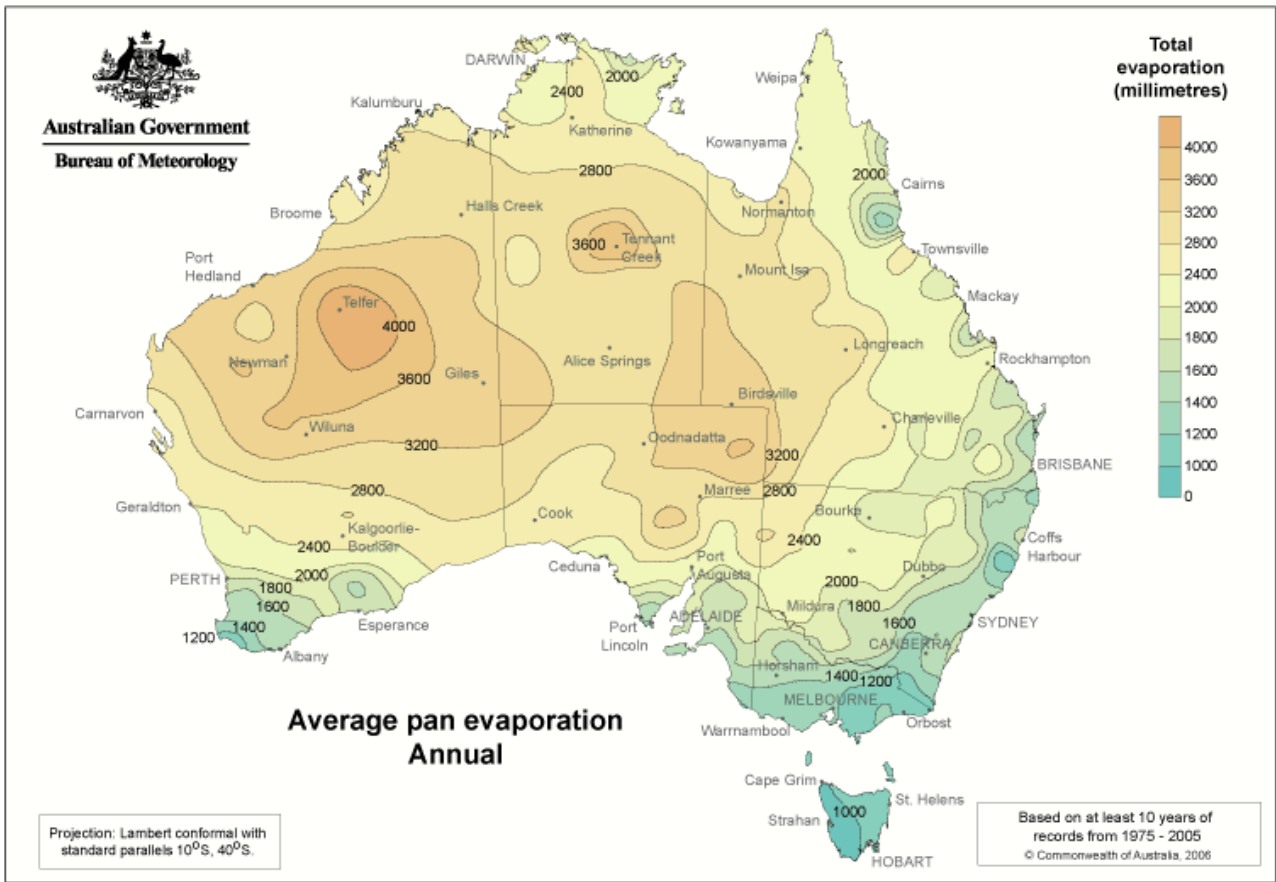 Australian Government
Bureau of Meteorology
Total
evaporation
(millimetres)
4000
3600
3200
2800
2400
2000
1800
1600
1400
1200
1000
0
DARWIN
2000
2400
Weipa
Kalumburu
Katherine
Kowanyama
2800
2000
Cairns
Halls Creek
Broome
Normanton
3600
Tennant
Creek
Townsville
Port
Hedland
Mount Isa
Mackay
Telfer
4000
Longreach
Newman
Alice Springs
Rockhampton
3600
Giles
Birdsville
Carnarvon
Charleville
Wiluna
3200
Oodnadatta
3200
BRISBANE
2800
Marree
2800
Geraldton
Cook
Bourke
Kalgoorlie-
Boulder
2400
2400
Coffs
Harbour
Port
Augusta
Ceduna
Dubbo
PERTH
2000
1800
2000
1600
Mildura
1800
ADELAIDE
SYDNEY
1400
Esperance
1600
1200
Port
Lincoln
CANBERRA
Albany
Horsham
1400
1200
MELBOURNE
Orbost
Warrnambool
Average pan evaporation
Annual
Cape Grim
St. Helens
1000
Strahan
HOBART
Projection: Lambert conformal with
standard parallels 10°S, 40°S.
Based on at least 10 years of
records from 1975 - 2005
© Commonwealth of Australia, 2006